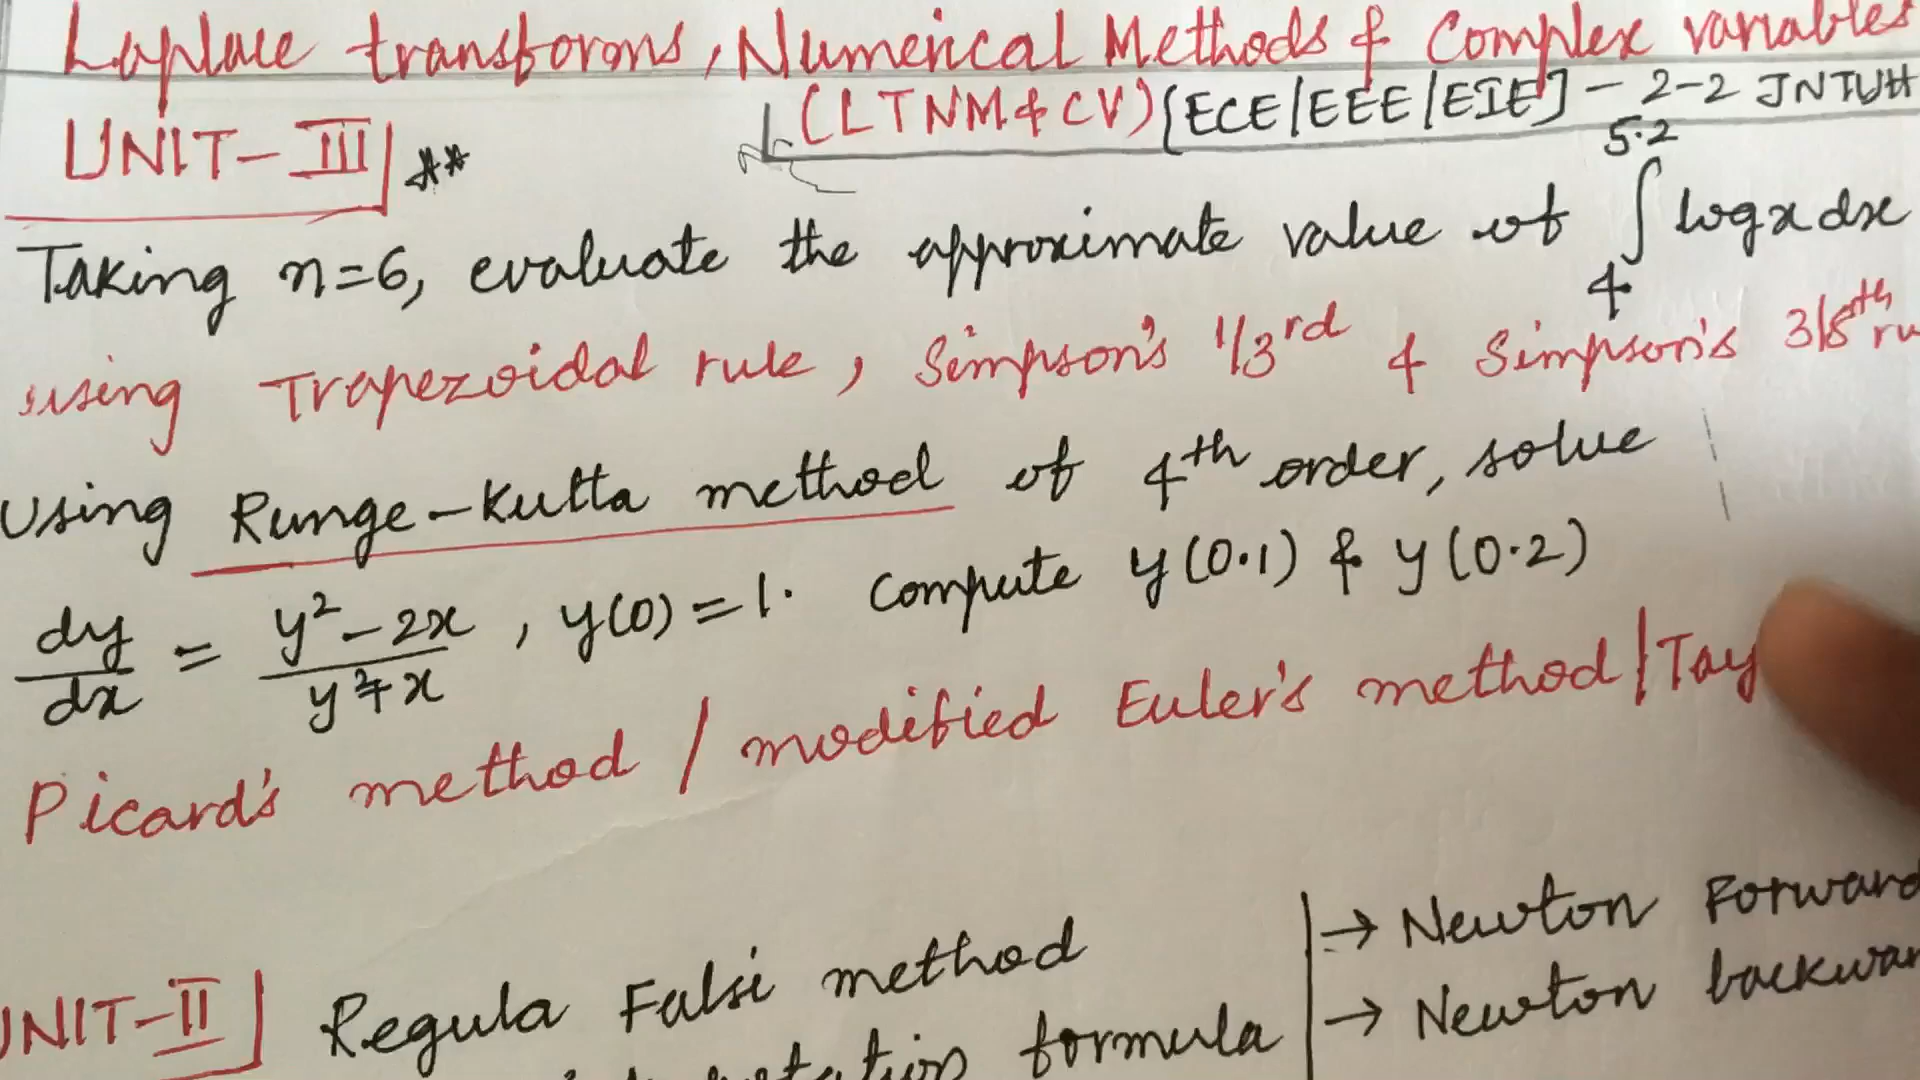 Laplace transforms, Numerical Methods & Complex variables
(LTNM & CV) [ECE/EEE/EIE] - 2-2 JNTUH
UNIT-III **
Taking n=6, evaluate the approximate value of ∫₄^5.2 log x dx
using Trapezoidal rule, Simpson's 1/3rd & Simpson's 3/8th ru
Using Runge-Kutta method of 4th order, solve
dy/dx = (y² - 2x)/(y² + x), y(0) = 1. Compute y(0.1) & y(0.2)
Picard's method / modified Euler's method / Tay
UNIT-II Regula Falsi method → Newton Forward
formula → Newton backwar